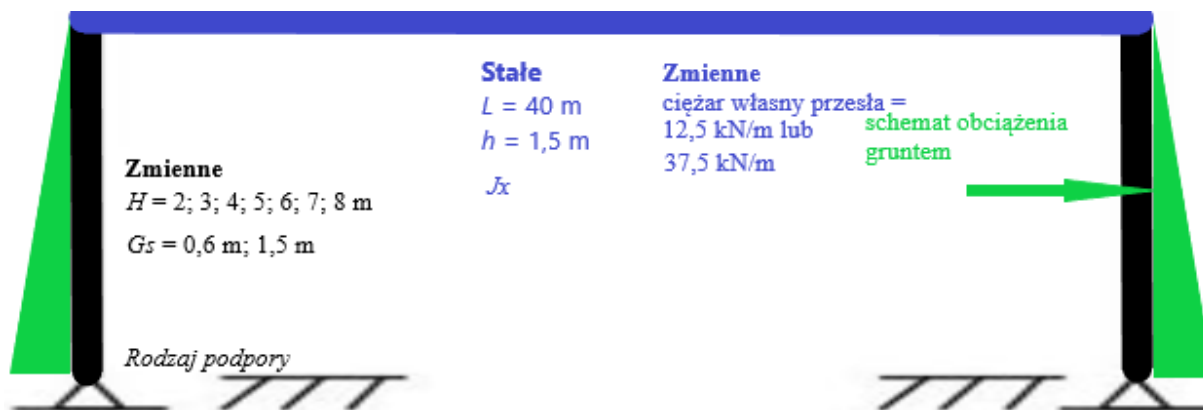 Stałe
L = 40 m
h = 1,5 m
Jx
Zmienne
ciężar własny przęsła =
12,5 kN/m lub
37,5 kN/m
schemat obciążenia
gruntem
Zmienne
H = 2; 3; 4; 5; 6; 7; 8 m
Gs = 0,6 m; 1,5 m
Rodzaj podpory